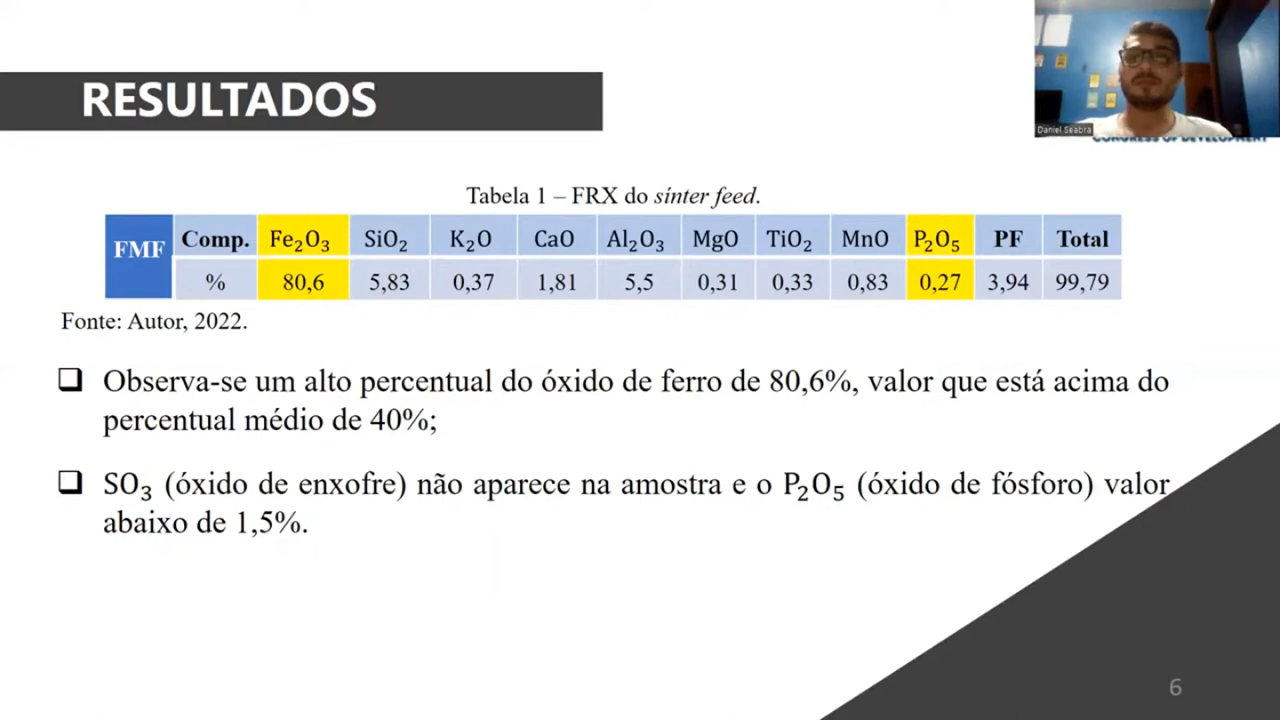 RESULTADOS
Daniel Seabra
CONGRESS OF DEVELOPMENT
Tabela 1 – FRX do sínter feed.
FMF Comp. Fe₂O₃ SiO₂ K₂O CaO Al₂O₃ MgO TiO₂ MnO P₂O₅ PF Total
% 80,6 5,83 0,37 1,81 5,5 0,31 0,33 0,83 0,27 3,94 99,79
Fonte: Autor, 2022.
❑ Observa-se um alto percentual do óxido de ferro de 80,6%, valor que está acima do
percentual médio de 40%;
❑ SO₃ (óxido de enxofre) não aparece na amostra e o P₂O₅ (óxido de fósforo) valor
abaixo de 1,5%.
6